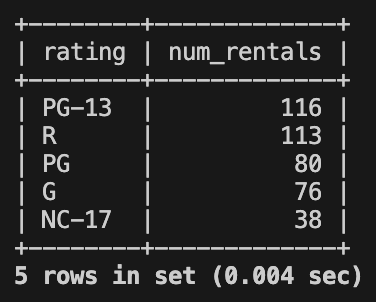 +--------+-------------+
| rating | num_rentals |
+--------+-------------+
| PG-13  |         116 |
| R      |         113 |
| PG     |          80 |
| G      |          76 |
| NC-17  |          38 |
+--------+-------------+
5 rows in set (0.004 sec)